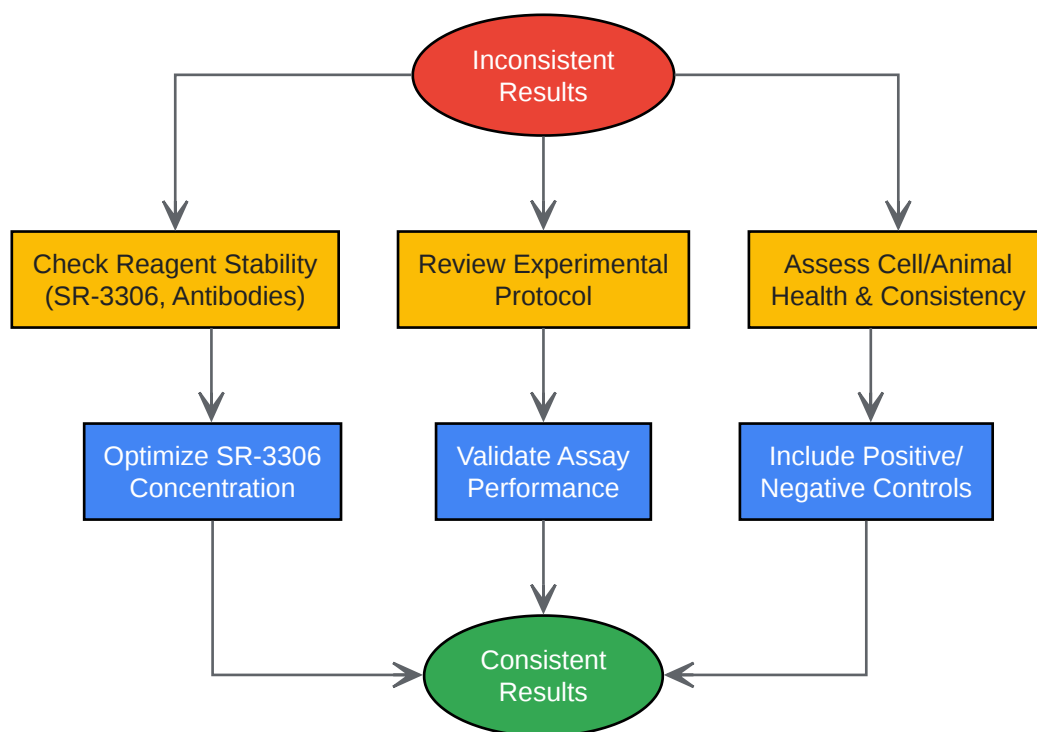 Inconsistent
Results
Check Reagent Stability
(SR-3306, Antibodies)
Review Experimental
Protocol
Assess Cell/Animal
Health & Consistency
Optimize SR-3306
Concentration
Validate Assay
Performance
Include Positive/
Negative Controls
Consistent
Results